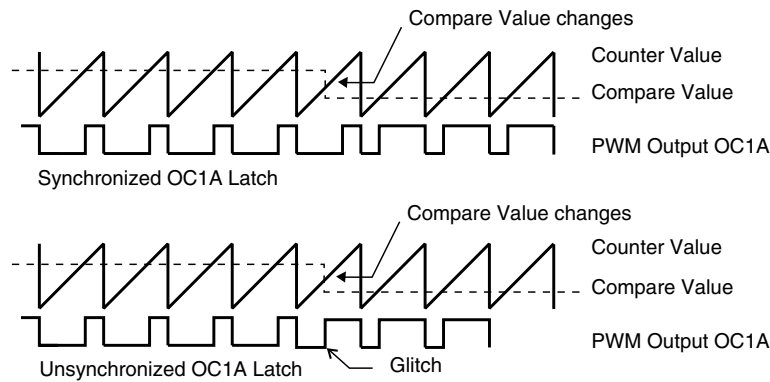 Compare Value changes
Counter Value
Compare Value
PWM Output OC1A
Synchronized OC1A Latch
Compare Value changes
Counter Value
Compare Value
PWM Output OC1A
Unsynchronized OC1A Latch
Glitch